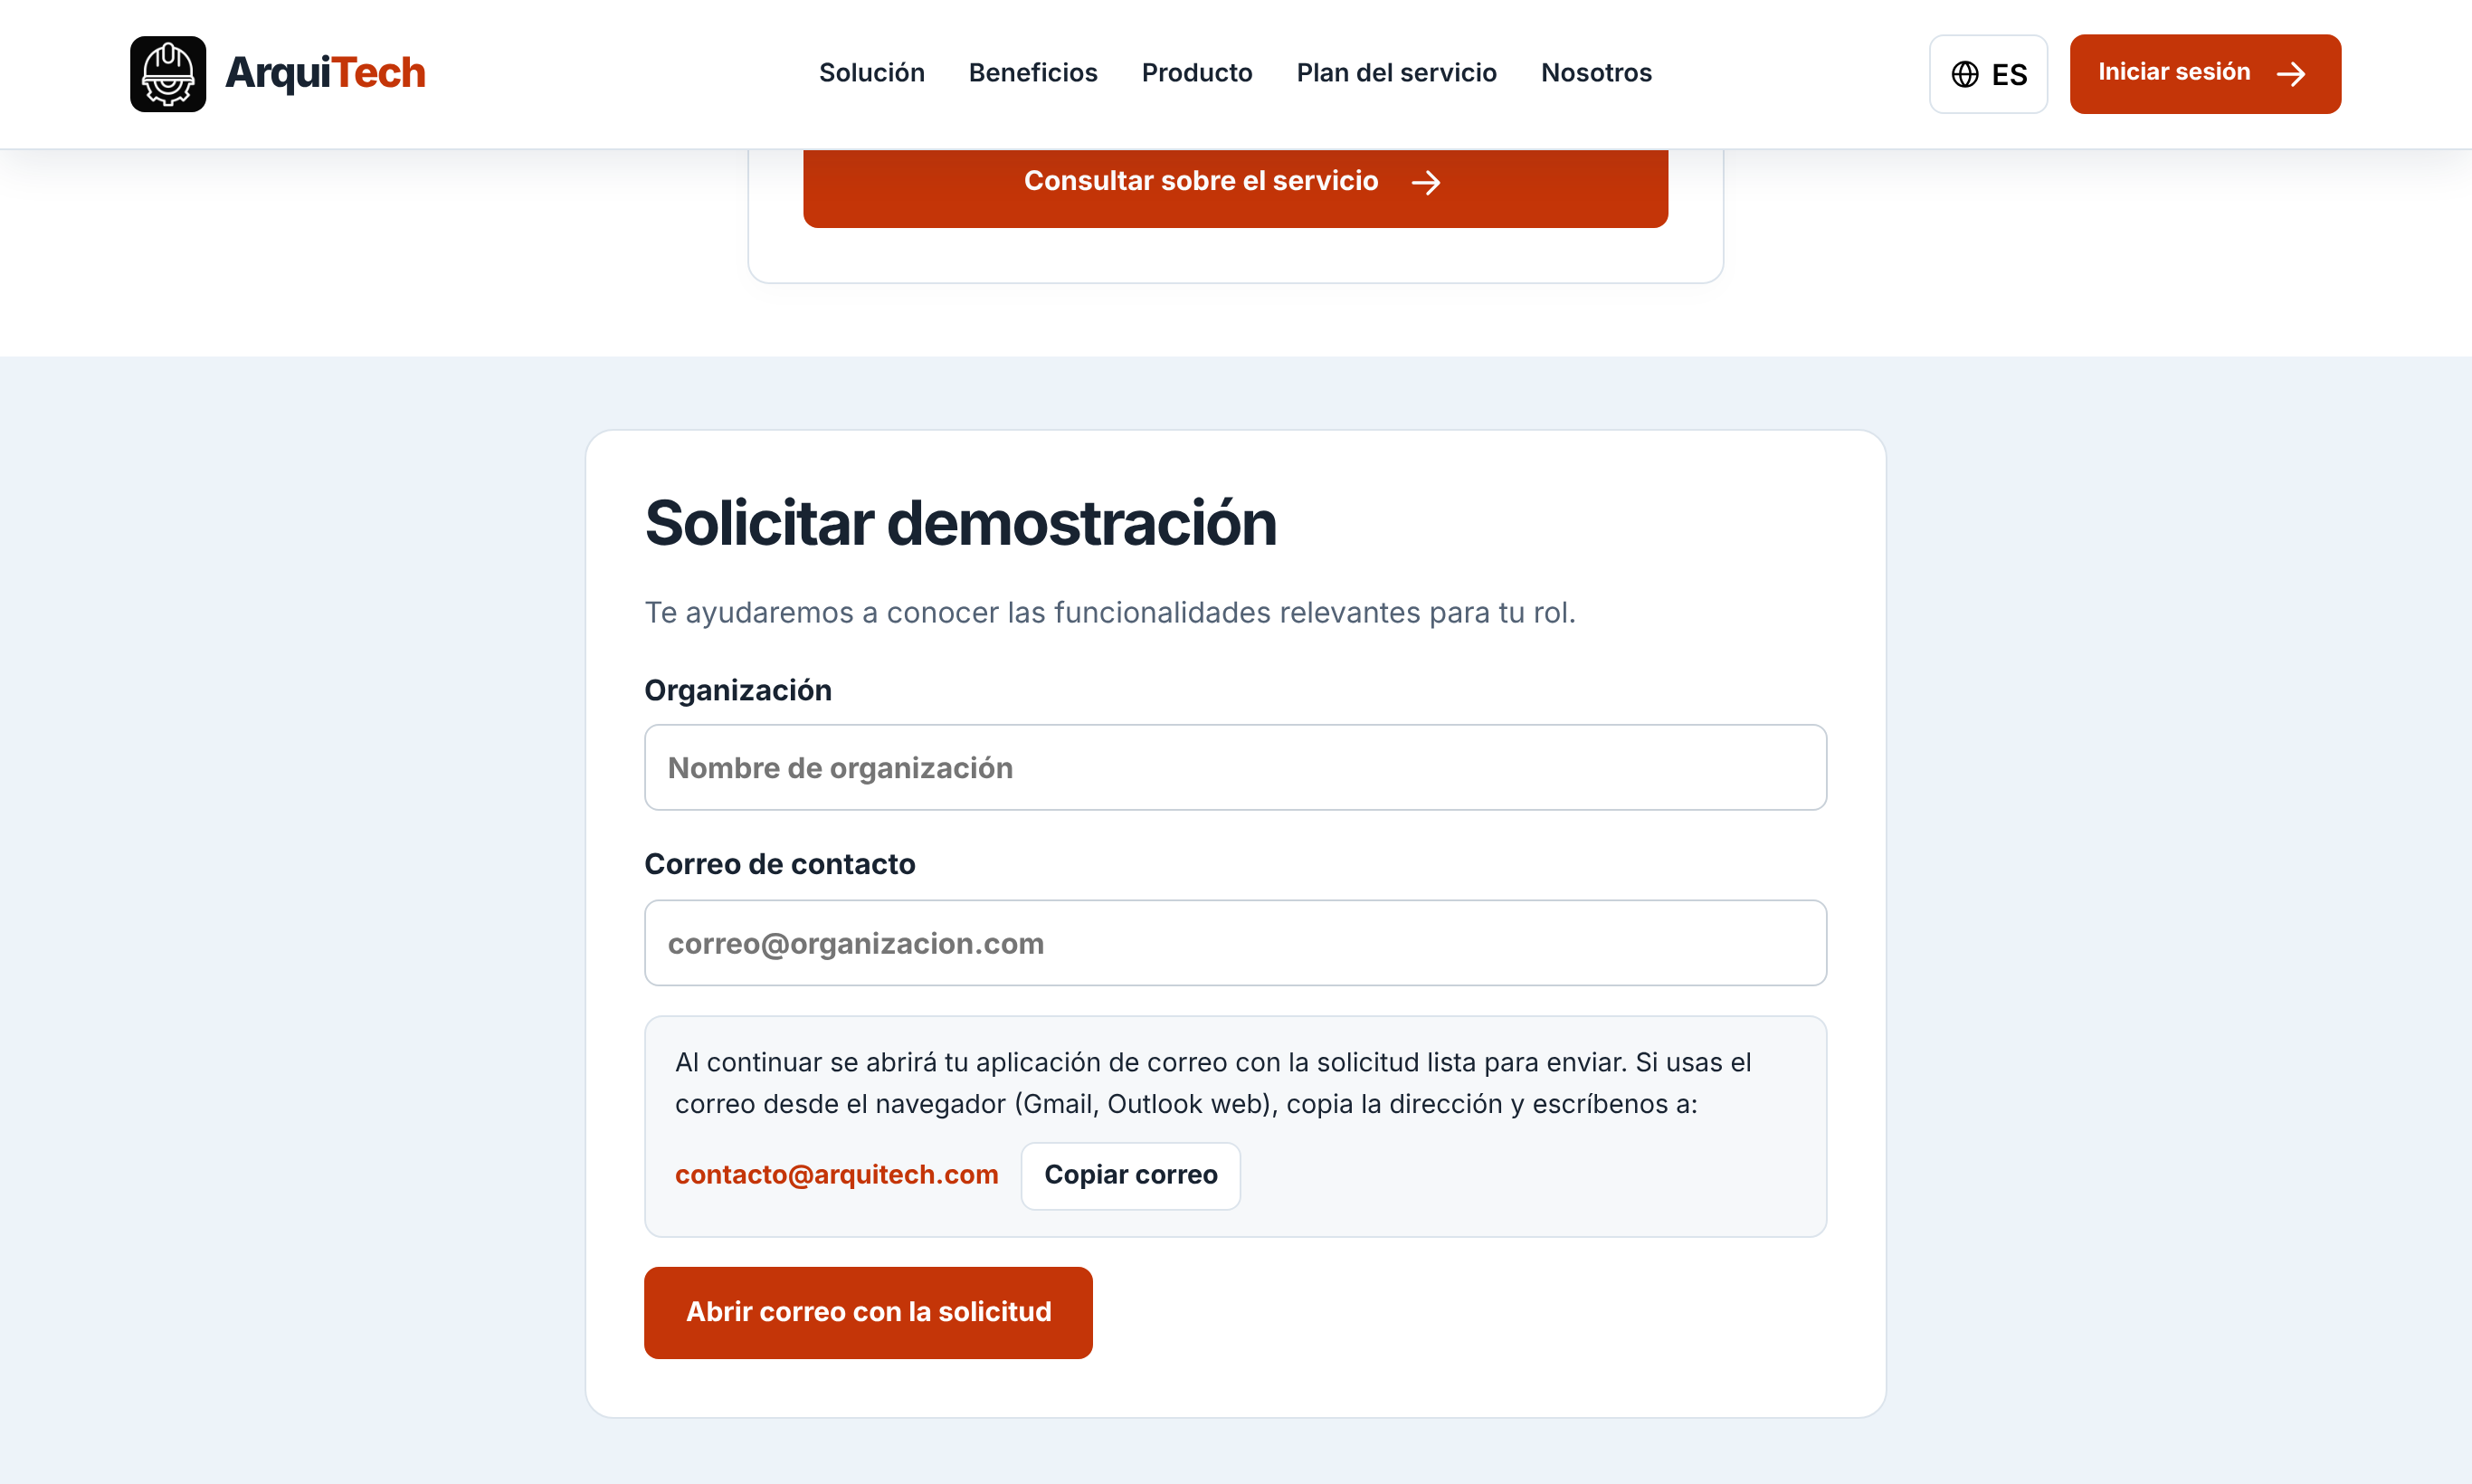 ArquiTech
Solución
Beneficios
Producto
Plan del servicio
Nosotros
ES
Iniciar sesión
Consultar sobre el servicio
Solicitar demostración
Te ayudaremos a conocer las funcionalidades relevantes para tu rol.
Organización
Nombre de organización
Correo de contacto
correo@organizacion.com
Al continuar se abrirá tu aplicación de correo con la solicitud lista para enviar. Si usas el
correo desde el navegador (Gmail, Outlook web), copia la dirección y escríbenos a:
contacto@arquitech.com
Copiar correo
Abrir correo con la solicitud